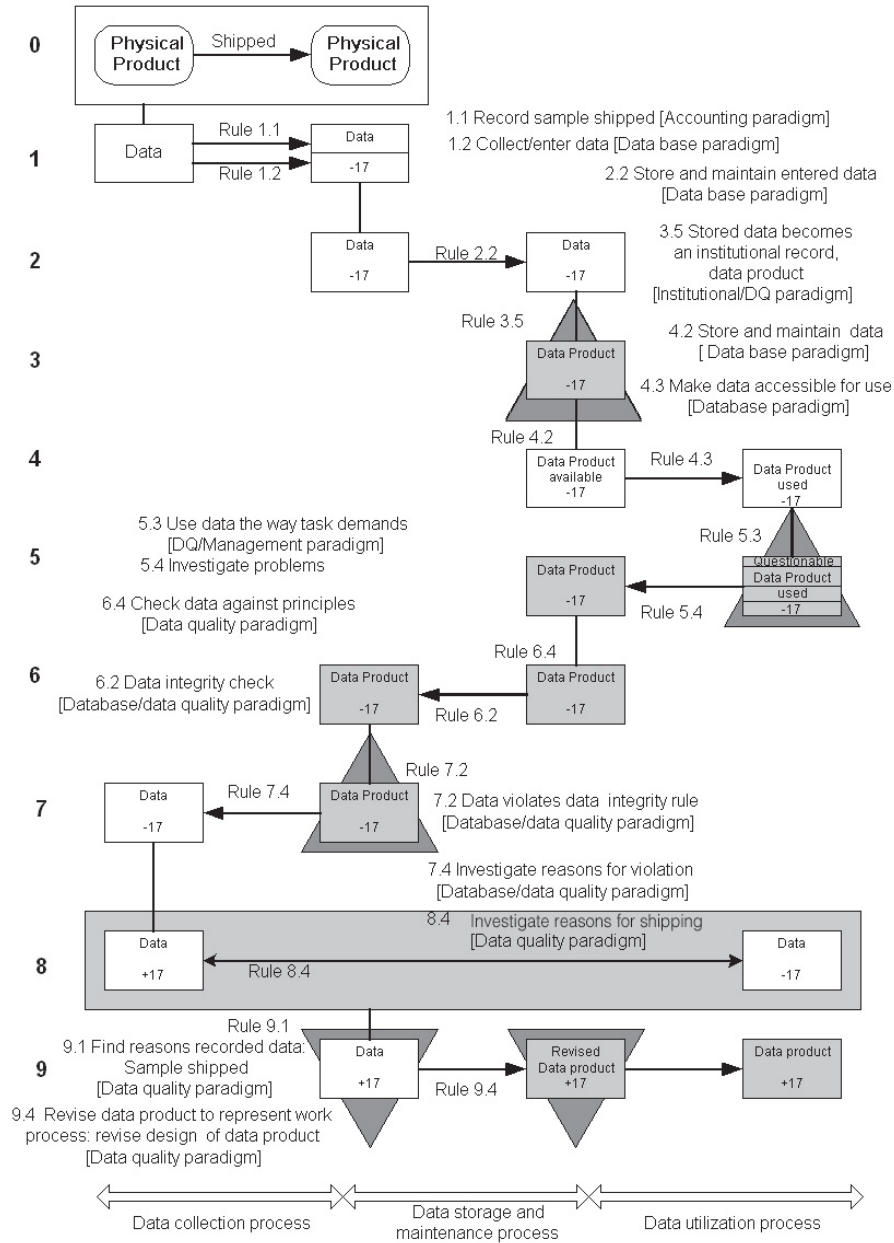 0
Physical
Product
Shipped
Physical
Product
1
Data
Rule 1.1
Rule 1.2
Data
-17
1.1 Record sample shipped [Accounting paradigm]
1.2 Collect/enter data [Data base paradigm]
2.2 Store and maintain entered data
[Data base paradigm]
2
Data
-17
Rule 2.2
Data
-17
3.5 Stored data becomes
an institutional record,
data product
[Institutional/DQ paradigm]
Rule 3.5
3
Data Product
-17
4.2 Store and maintain data
[ Data base paradigm]
4.3 Make data accessible for use
[Database paradigm]
Rule 4.2
4
Data Product
available
-17
Rule 4.3
Data Product
used
-17
5.3 Use data the way task demands
[DQ/Management paradigm]
5.4 Investigate problems
Rule 5.3
5
Data Product
-17
Rule 5.4
Questionable
Data Product
used
-17
6.4 Check data against principles
[Data quality paradigm]
Rule 6.4
6
6.2 Data integrity check
[Database/data quality paradigm]
Data Product
-17
Rule 6.2
Data Product
-17
Rule 7.2
7
Data
-17
Rule 7.4
Data Product
-17
7.2 Data violates data integrity rule
[Database/data quality paradigm]
7.4 Investigate reasons for violation
[Database/data quality paradigm]
8.4 Investigate reasons for shipping
[Data quality paradigm]
8
Data
+17
Rule 8.4
Data
-17
Rule 9.1
9
9.1 Find reasons recorded data:
Sample shipped
[Data quality paradigm]
9.4 Revise data product to represent work
process: revise design of data product
[Data quality paradigm]
Data
+17
Rule 9.4
Revised
Data product
+17
Data product
+17
Data collection process
Data storage and
maintenance process
Data utilization process